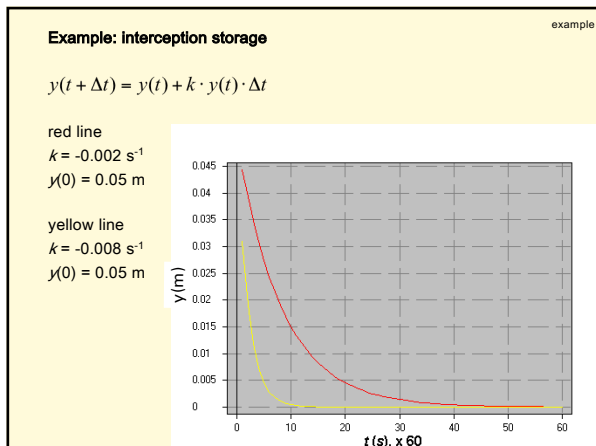 example
Example: interception storage
y(t + Δt) = y(t) + k · y(t) · Δt
red line
k = -0.002 s⁻¹
y(0) = 0.05 m
yellow line
k = -0.008 s⁻¹
y(0) = 0.05 m
y (m)
0.045
0.04
0.035
0.03
0.025
0.02
0.015
0.01
0.005
0
0 10 20 30 40 50 60
t (s), x 60